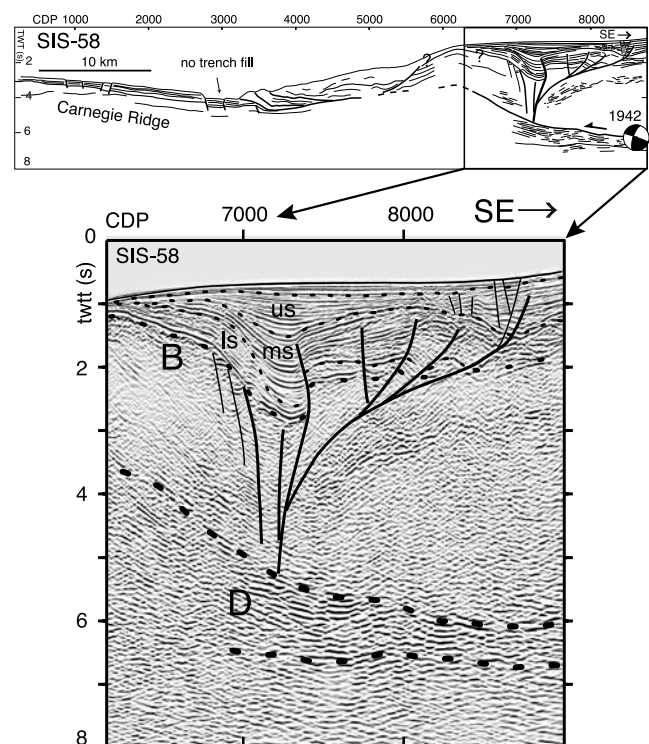 CDP 1000 2000 3000 4000 5000 6000 7000 8000
SIS-58
SE→
TWT (s)
2
10 km
no trench fill
?
?
4
Carnegie Ridge
1942
6
8
CDP
7000
8000
SE→
0
SIS-58
twtt (s)
us
ls
ms
B
2
4
D
6
8